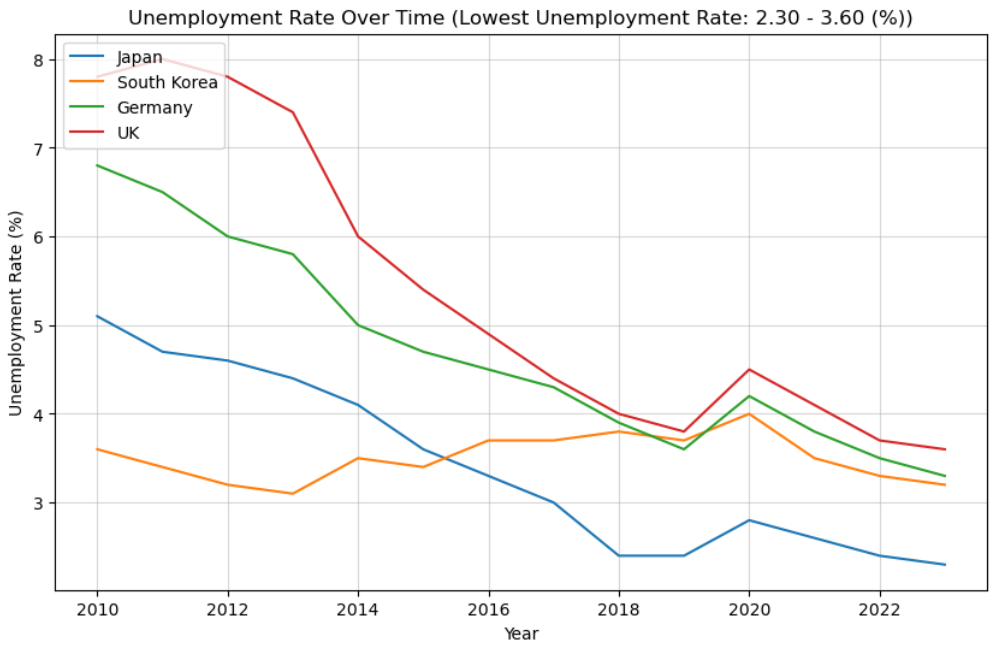 Unemployment Rate Over Time (Lowest Unemployment Rate: 2.30 - 3.60 (%))
Japan
South Korea
Germany
UK
Unemployment Rate (%)
8
7
6
5
4
3
2010 2012 2014 2016 2018 2020 2022
Year